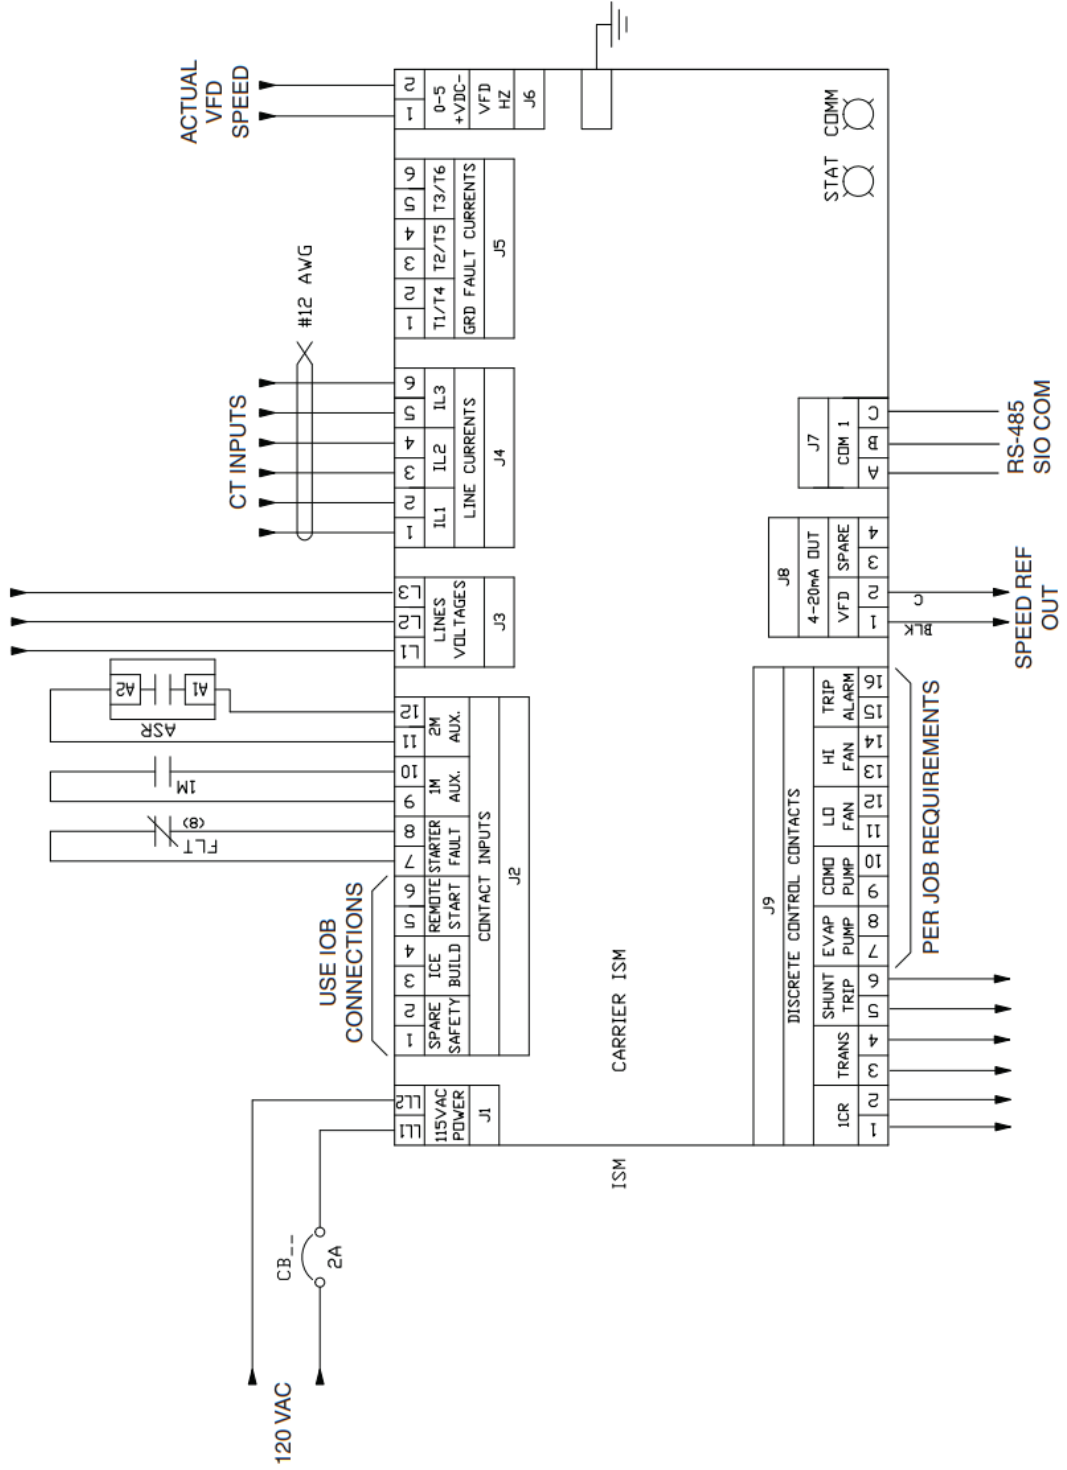 120 VAC
CB__
2A
USE IOB
CONNECTIONS
FLT
(8)
1M
ASR
A1
A2
CT INPUTS
#12 AWG
ACTUAL
VFD
SPEED
LL1 LL2
115VAC
POWER
J1
1 2 3 4 5 6 7 8 9 10 11 12
SPARE ICE REMOTE STARTER 1M 2M
SAFETY BUILD START FAULT AUX. AUX.
CONTACT INPUTS
J2
L1 L2 L3
LINES
VOLTAGES
J3
1 2 3 4 5 6
IL1 IL2 IL3
LINE CURRENTS
J4
1 2 3 4 5 6
T1/T4 T2/T5 T3/T6
GRD FAULT CURRENTS
J5
1 2
0-5
+VDC-
VFD
HZ
J6
ISM
CARRIER ISM
STAT COMM
J9
DISCRETE CONTROL CONTACTS
1CR TRANS SHUNT EVAP COMD LO HI TRIP
TRIP PUMP PUMP FAN FAN ALARM
1 2 3 4 5 6 7 8 9 10 11 12 13 14 15 16
J8
4-20mA OUT
VFD SPARE
1 2 3 4
J7
COM 1
A B C
BLK
C
PER JOB REQUIREMENTS
SPEED REF
OUT
RS-485
SIO COM